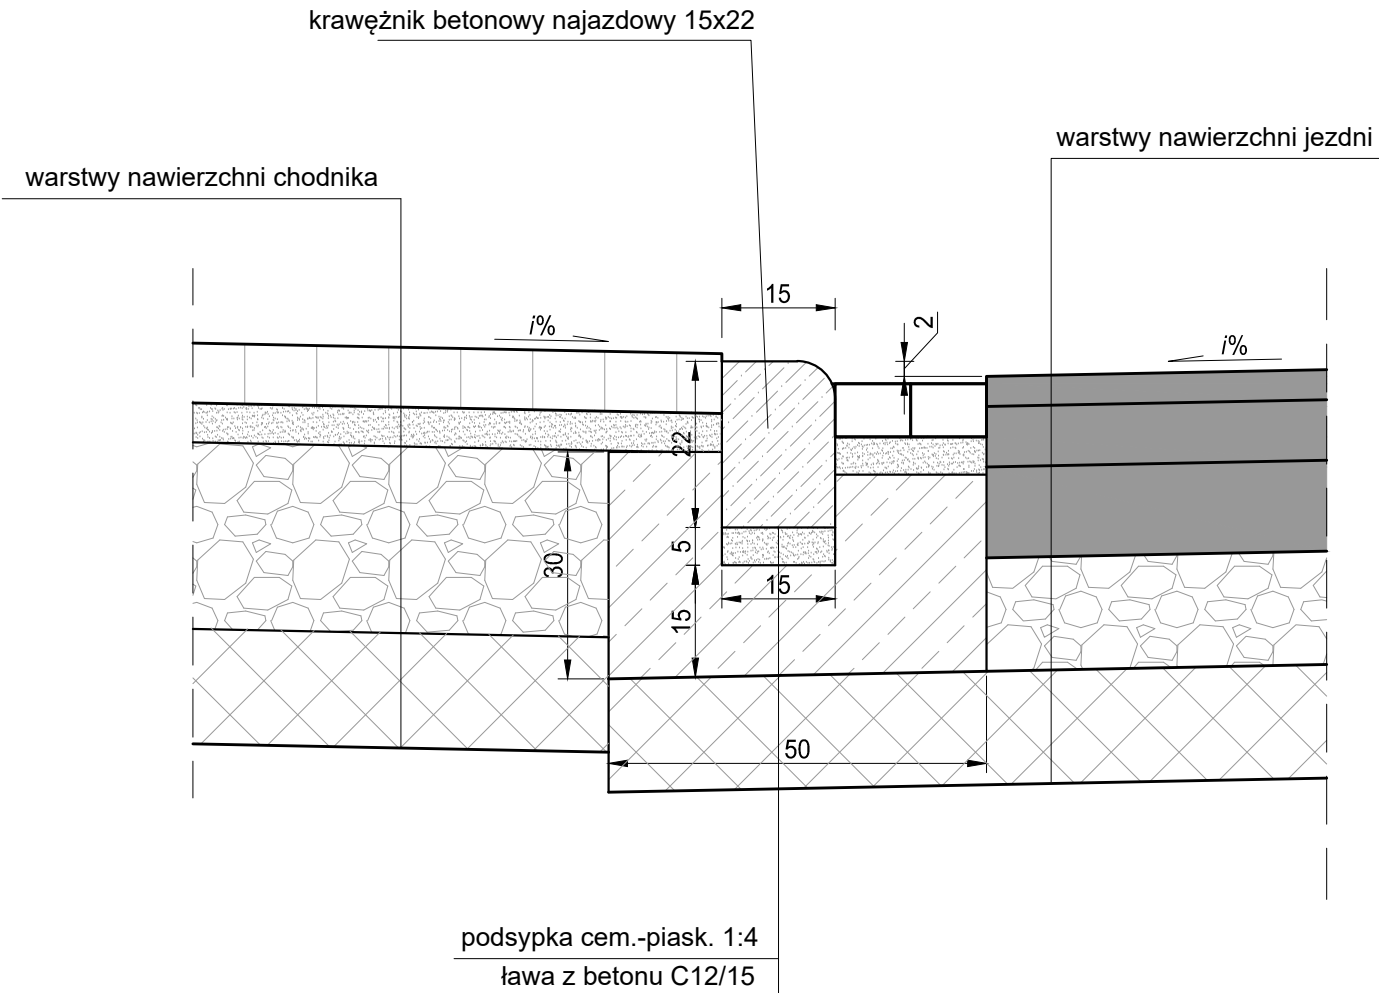 krawężnik betonowy najazdowy 15x22
warstwy nawierzchni jezdni
warstwy nawierzchni chodnika
15
2
i%
i%
22
5
30
15
15
50
podsypka cem.-piask. 1:4
ława z betonu C12/15